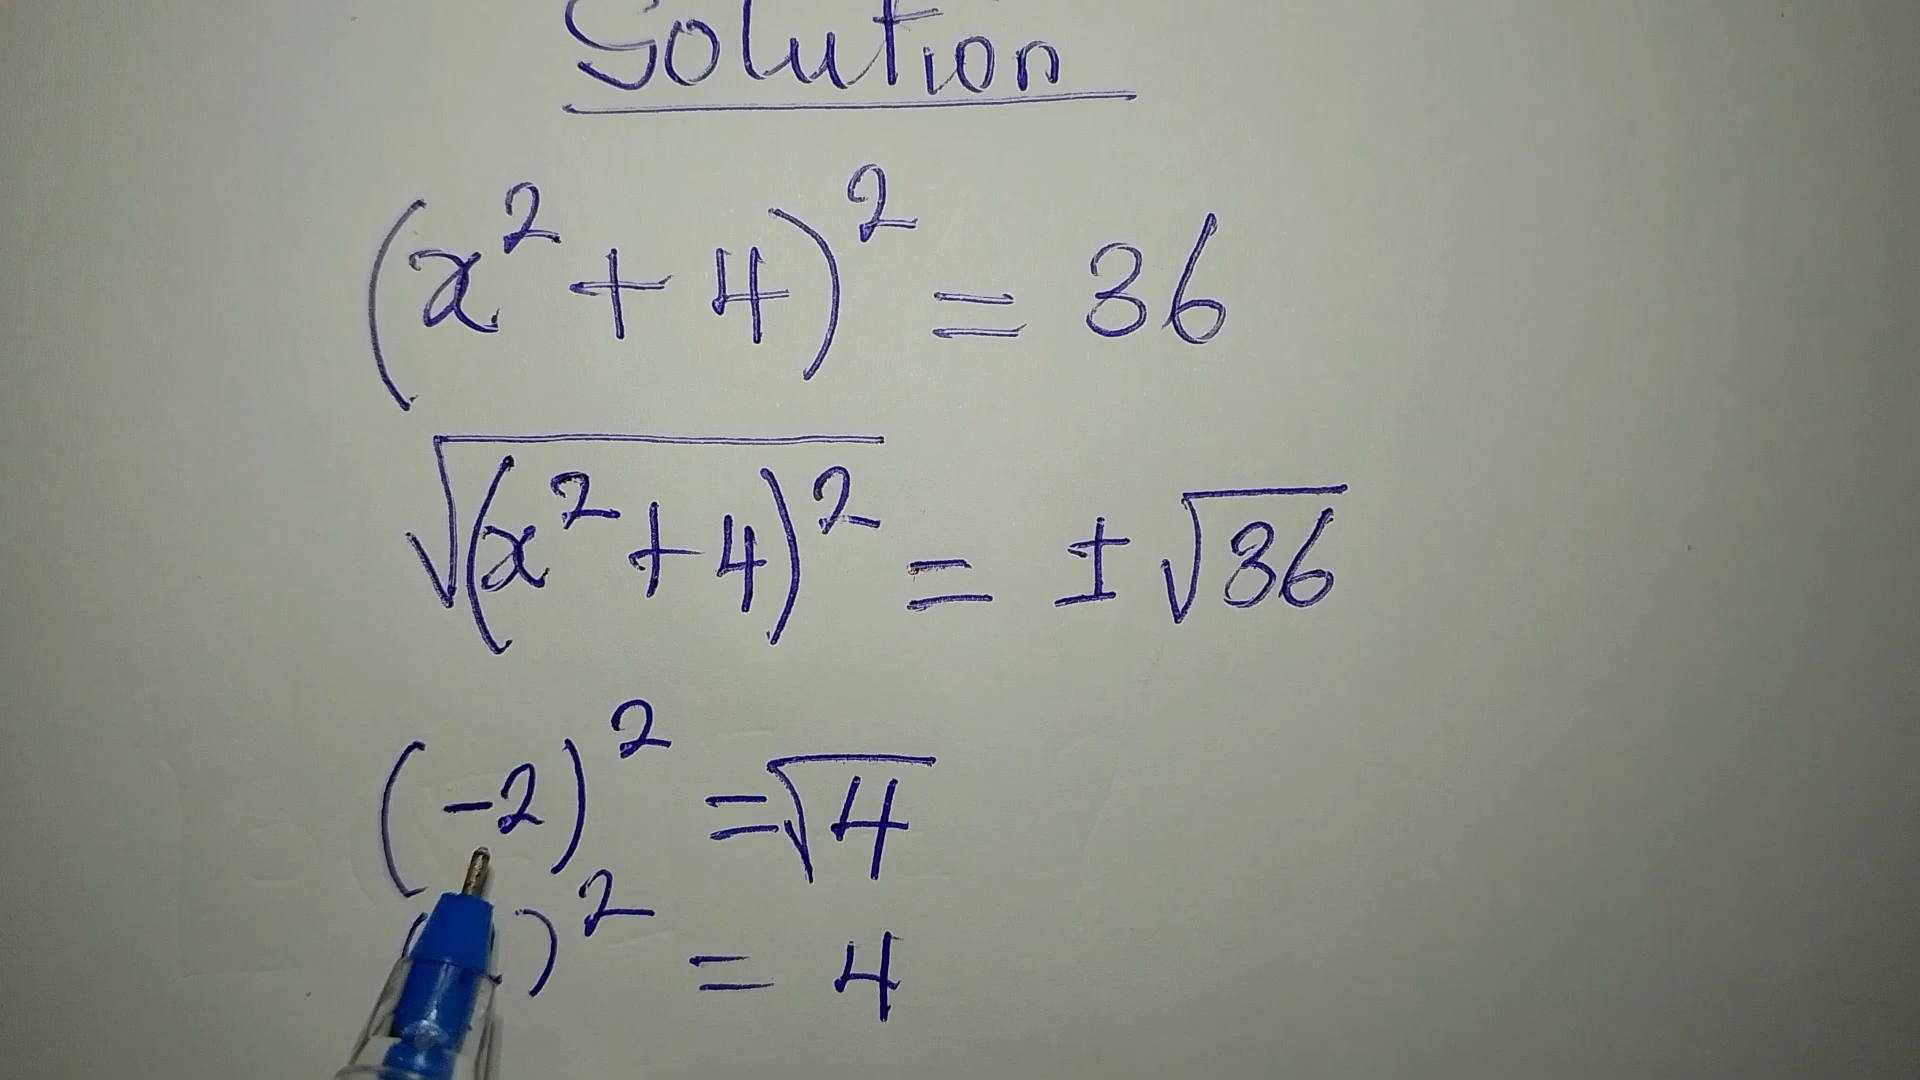 Solution
(x² + 4)² = 36
√(x² + 4)² = ± √36
(-2)² = √4
( )² = 4